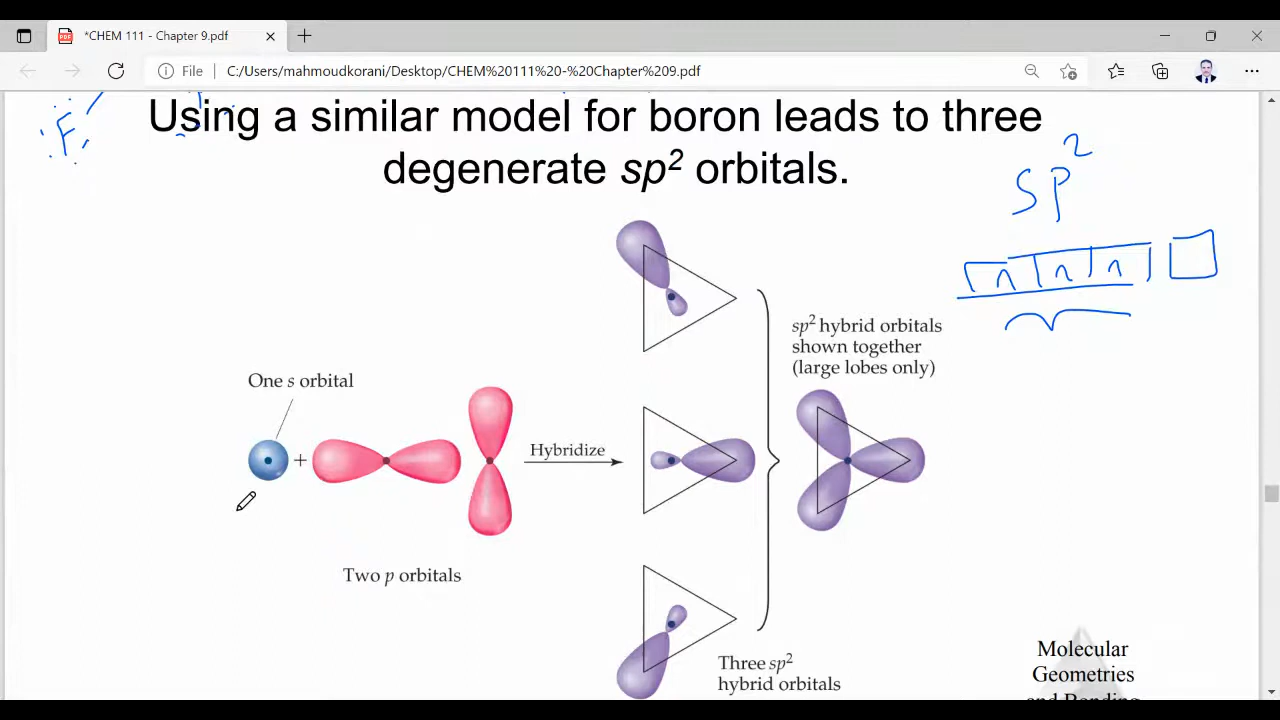 *CHEM 111 - Chapter 9.pdf
File C:/Users/mahmoudkorani/Desktop/CHEM%20111%20-%20Chapter%209.pdf
Using a similar model for boron leads to three
degenerate sp² orbitals.
F
sp²
One s orbital
+
Hybridize
Two p orbitals
sp² hybrid orbitals
shown together
(large lobes only)
Three sp²
hybrid orbitals
Molecular
Geometries
and Bonding